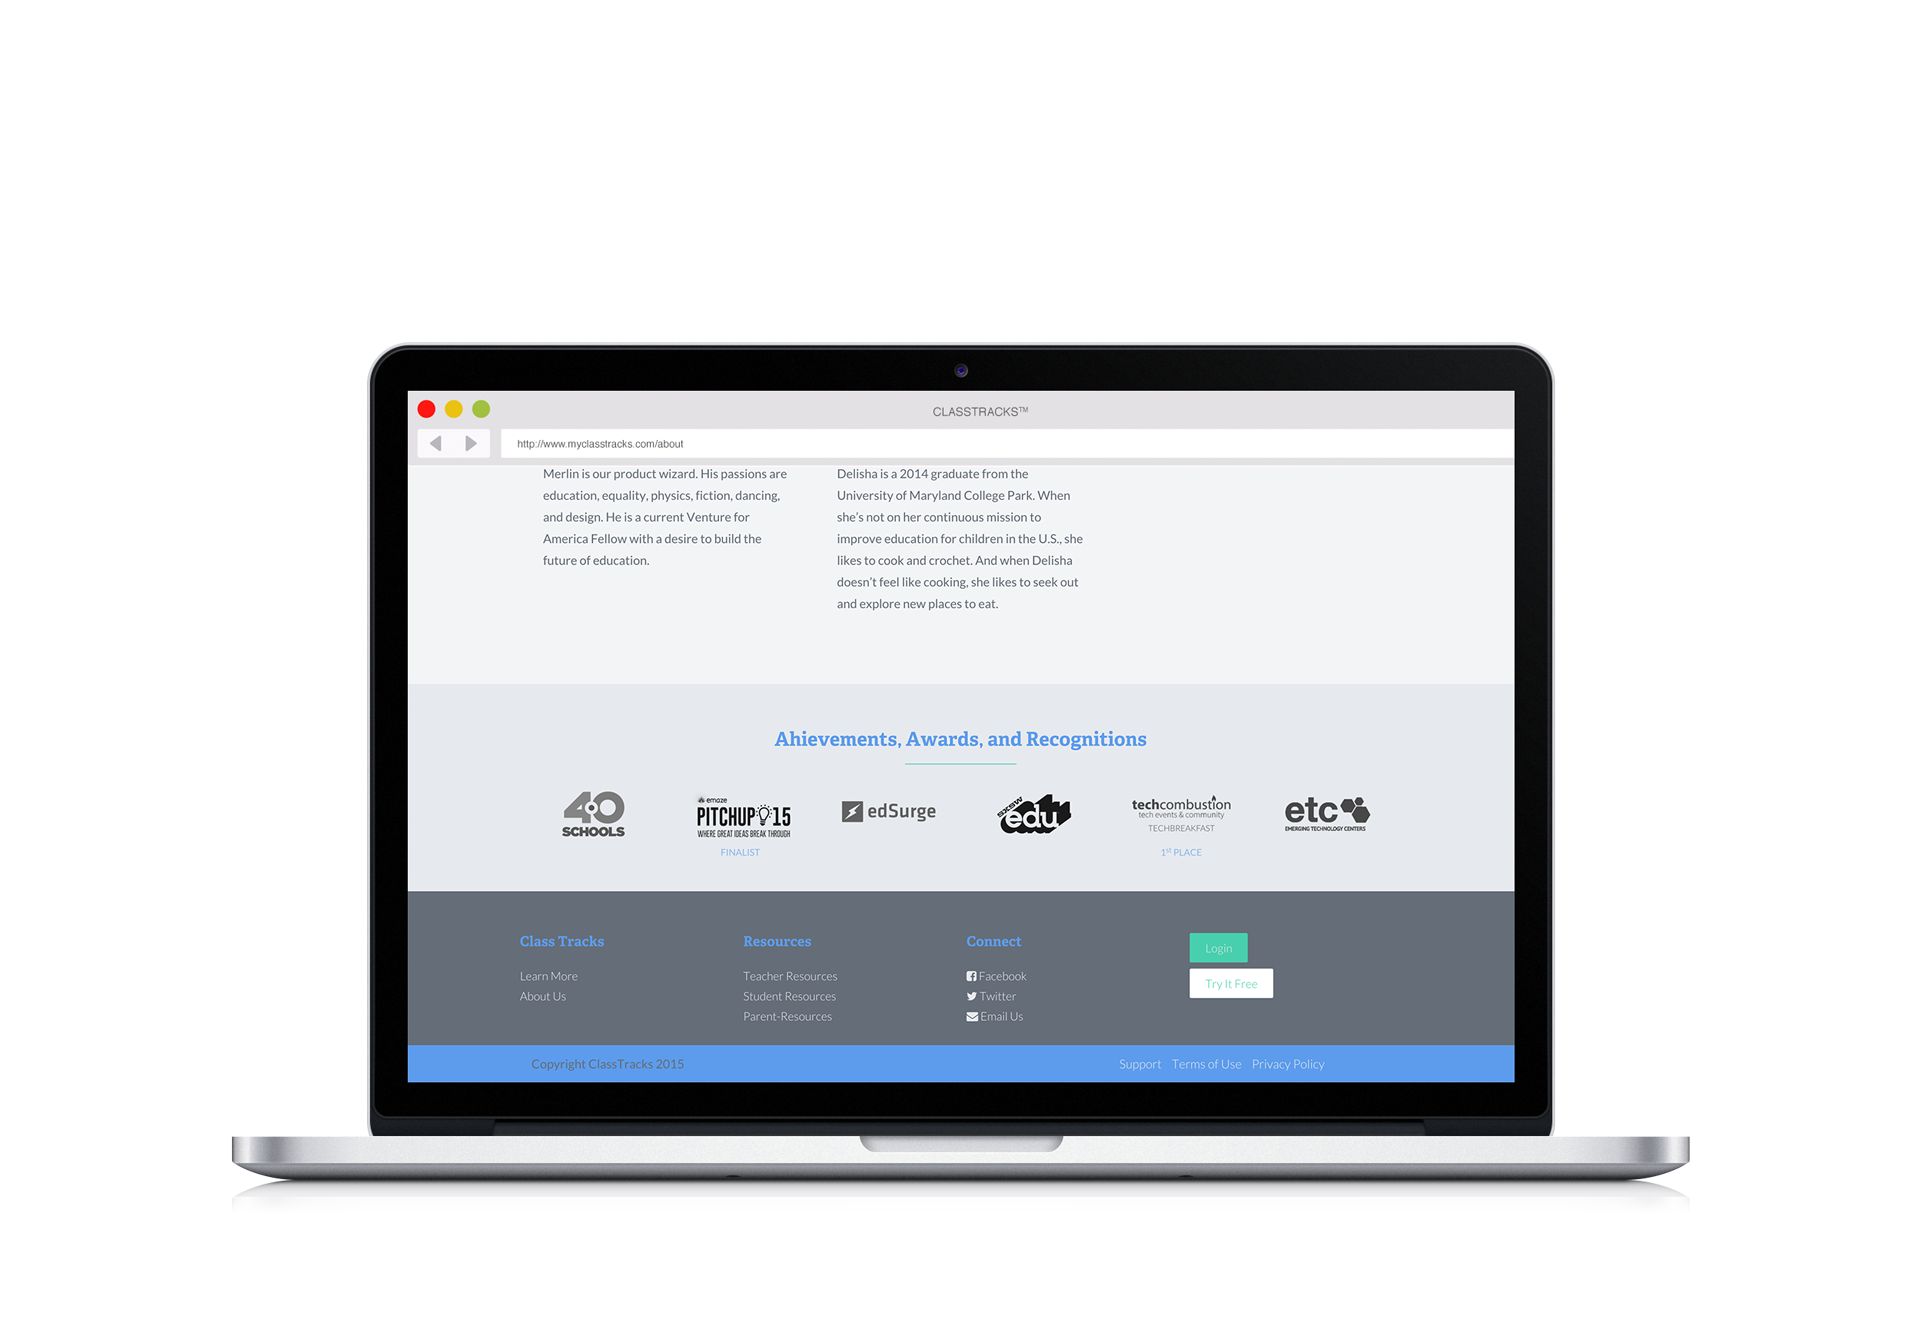 CLASSTRACKS™
http://www.myclasstracks.com/about
Merlin is our product wizard. His passions are
education, equality, physics, fiction, dancing,
and design. He is a current Venture for
America Fellow with a desire to build the
future of education.
Delisha is a 2014 graduate from the
University of Maryland College Park. When
she's not on her continuous mission to
improve education for children in the U.S., she
likes to cook and crochet. And when Delisha
doesn't feel like cooking, she likes to seek out
and explore new places to eat.
Ahievements, Awards, and Recognitions
4.0
SCHOOLS
emaze
PITCHUP 15
WHERE GREAT IDEAS BREAK THROUGH
FINALIST
edSurge
sxsw
edu
techcombustion
tech events & community
TECHBREAKFAST
1st PLACE
etc
EMERGING TECHNOLOGY CENTERS
Class Tracks
Learn More
About Us
Resources
Teacher Resources
Student Resources
Parent-Resources
Connect
Facebook
Twitter
Email Us
Login
Try It Free
Copyright ClassTracks 2015
Support Terms of Use Privacy Policy